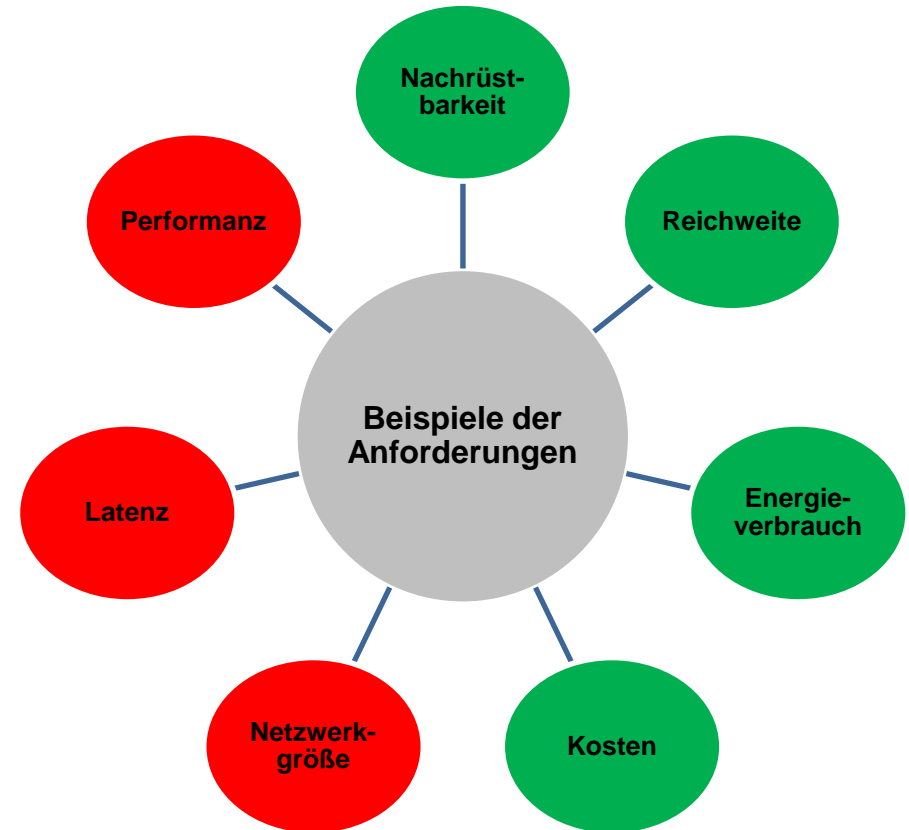 Nachrüst-
barkeit
Performanz
Reichweite
Beispiele der
Anforderungen
Latenz
Energie-
verbrauch
Netzwerk-
größe
Kosten